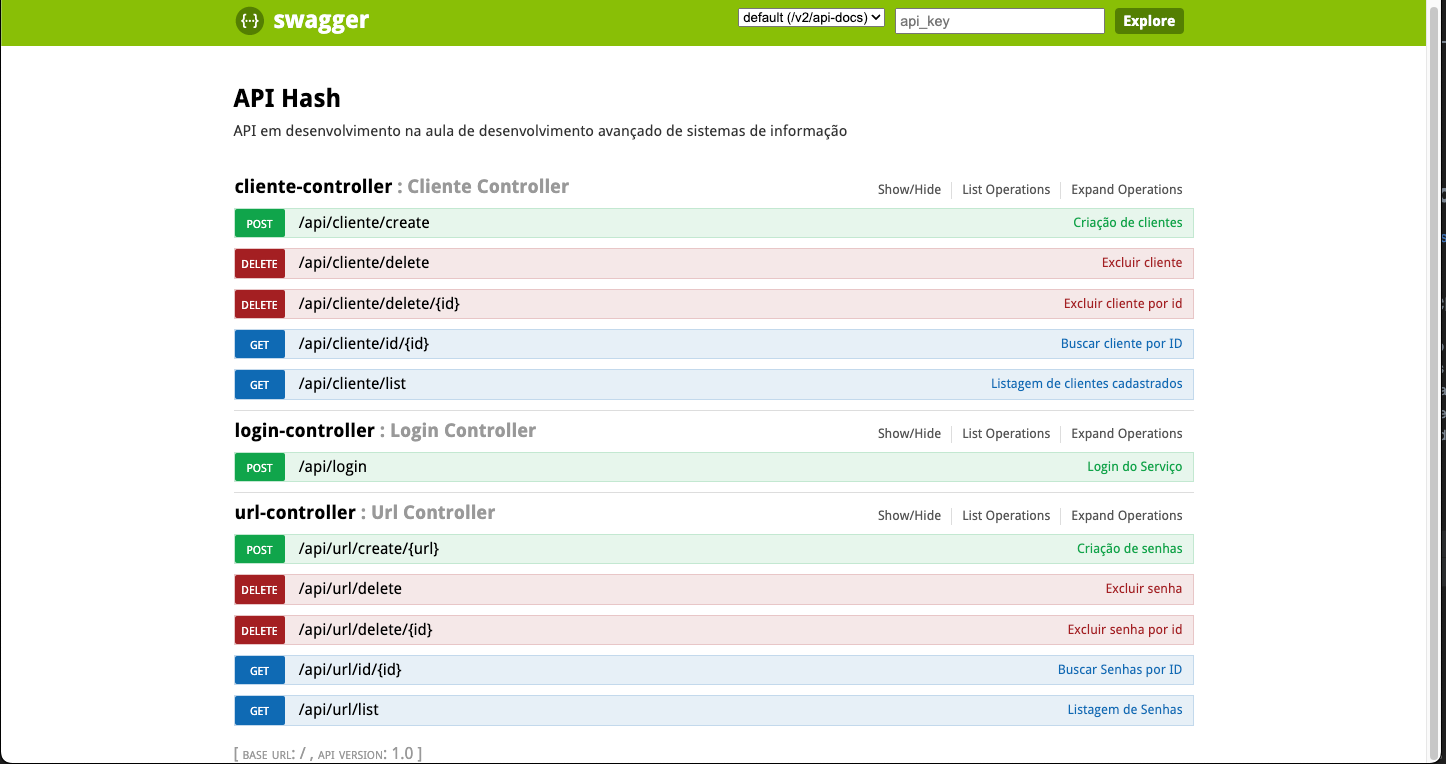 {··} swagger default (/v2/api-docs) api_key Explore
API Hash
API em desenvolvimento na aula de desenvolvimento avançado de sistemas de informação
cliente-controller : Cliente Controller Show/Hide List Operations Expand Operations
POST /api/cliente/create Criação de clientes
DELETE /api/cliente/delete Excluir cliente
DELETE /api/cliente/delete/{id} Excluir cliente por id
GET /api/cliente/id/{id} Buscar cliente por ID
GET /api/cliente/list Listagem de clientes cadastrados
login-controller : Login Controller Show/Hide List Operations Expand Operations
POST /api/login Login do Serviço
url-controller : Url Controller Show/Hide List Operations Expand Operations
POST /api/url/create/{url} Criação de senhas
DELETE /api/url/delete Excluir senha
DELETE /api/url/delete/{id} Excluir senha por id
GET /api/url/id/{id} Buscar Senhas por ID
GET /api/url/list Listagem de Senhas
[ BASE URL: / , API VERSION: 1.0 ]